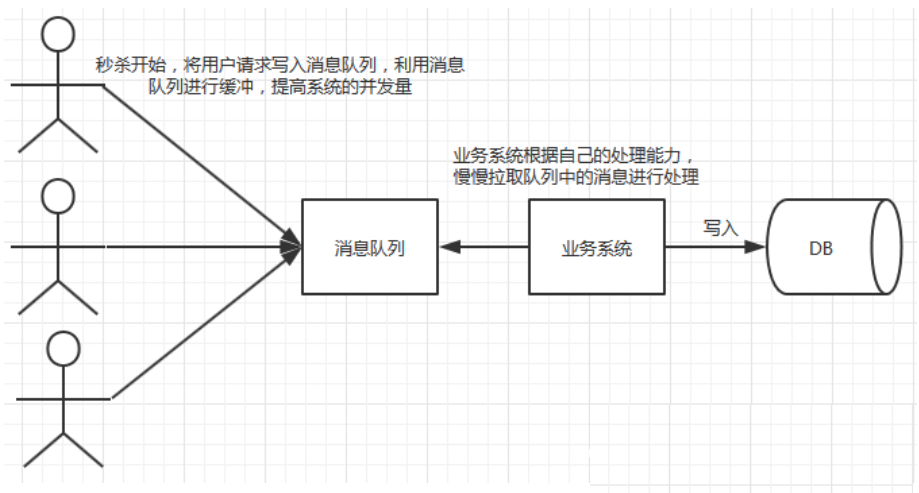 秒杀开始，将用户请求写入消息队列，利用消息
队列进行缓冲，提高系统的并发量
业务系统根据自己的处理能力，
慢慢拉取队列中的消息进行处理
消息队列
业务系统
写入
DB